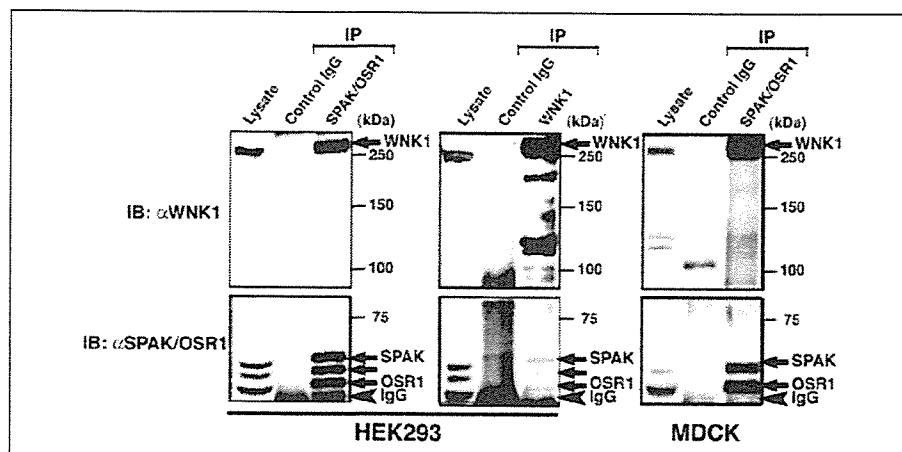 IP IP IP
Lysate Control IgG SPAK/OSR1 Lysate Control IgG WNK1 Lysate Control IgG SPAK/OSR1
(kDa) (kDa) (kDa)
WNK1 WNK1 WNK1
250 250 250
IB: αWNK1 150 150 150
100 100 100
75 75 75
IB: αSPAK/OSR1
SPAK SPAK SPAK
OSR1 OSR1 OSR1
IgG IgG IgG
HEK293 MDCK